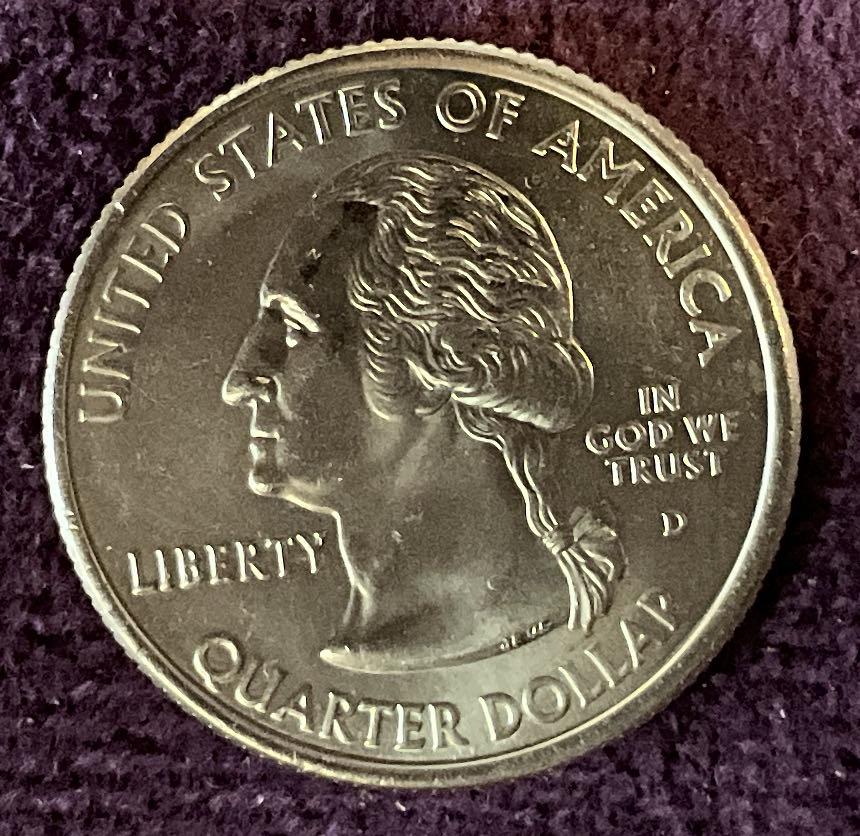 UNITED STATES OF AMERICA
IN
GOD WE
TRUST
D
LIBERTY
QUARTER DOLLAR